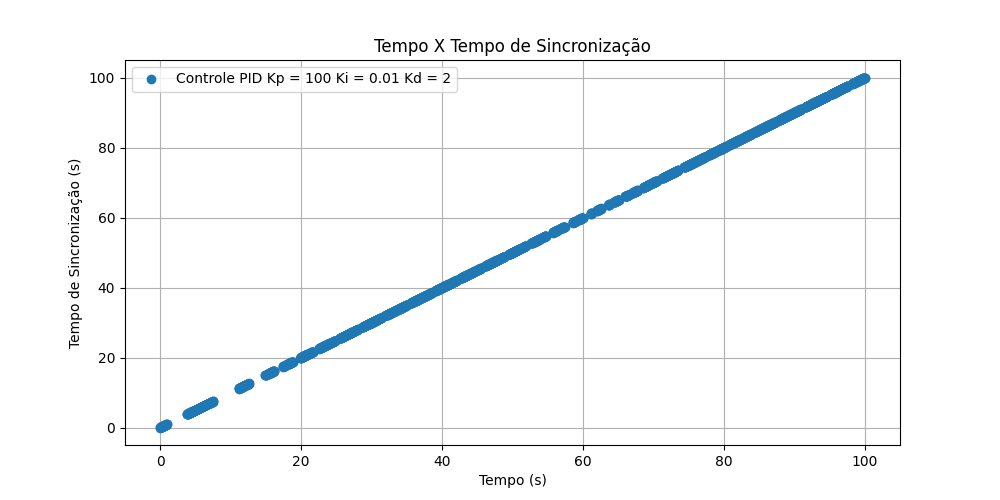 Tempo X Tempo de Sincronização
Controle PID Kp = 100 Ki = 0.01 Kd = 2
Tempo de Sincronização (s)
100
80
60
40
20
0
0 20 40 60 80 100
Tempo (s)